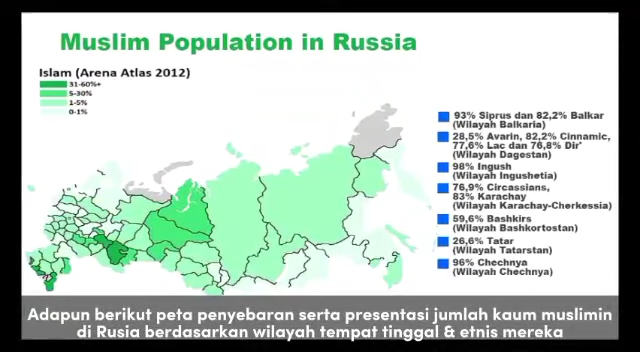 Muslim Population in Russia
Islam (Arena Atlas 2012)
31-60%+
5-30%
1-5%
0-1%
93% Siprus dan 82,2% Balkar
(Wilayah Balkaria)
28,5% Avarin, 82,2% Cinnamic,
77,6% Lac dan 76,8% Dir'
(Wilayah Dagestan)
98% Ingush
(Wilayah Ingushetia)
76,9% Circassians,
83% Karachay
(Wilayah Karachay-Cherkessia)
59,6% Bashkirs
(Wilayah Bashkortostan)
26,6% Tatar
(Wilayah Tatarstan)
96% Chechnya
(Wilayah Chechnya)
Adapun berikut peta penyebaran serta presentasi jumlah kaum muslimin
di Rusia berdasarkan wilayah tempat tinggal & etnis mereka